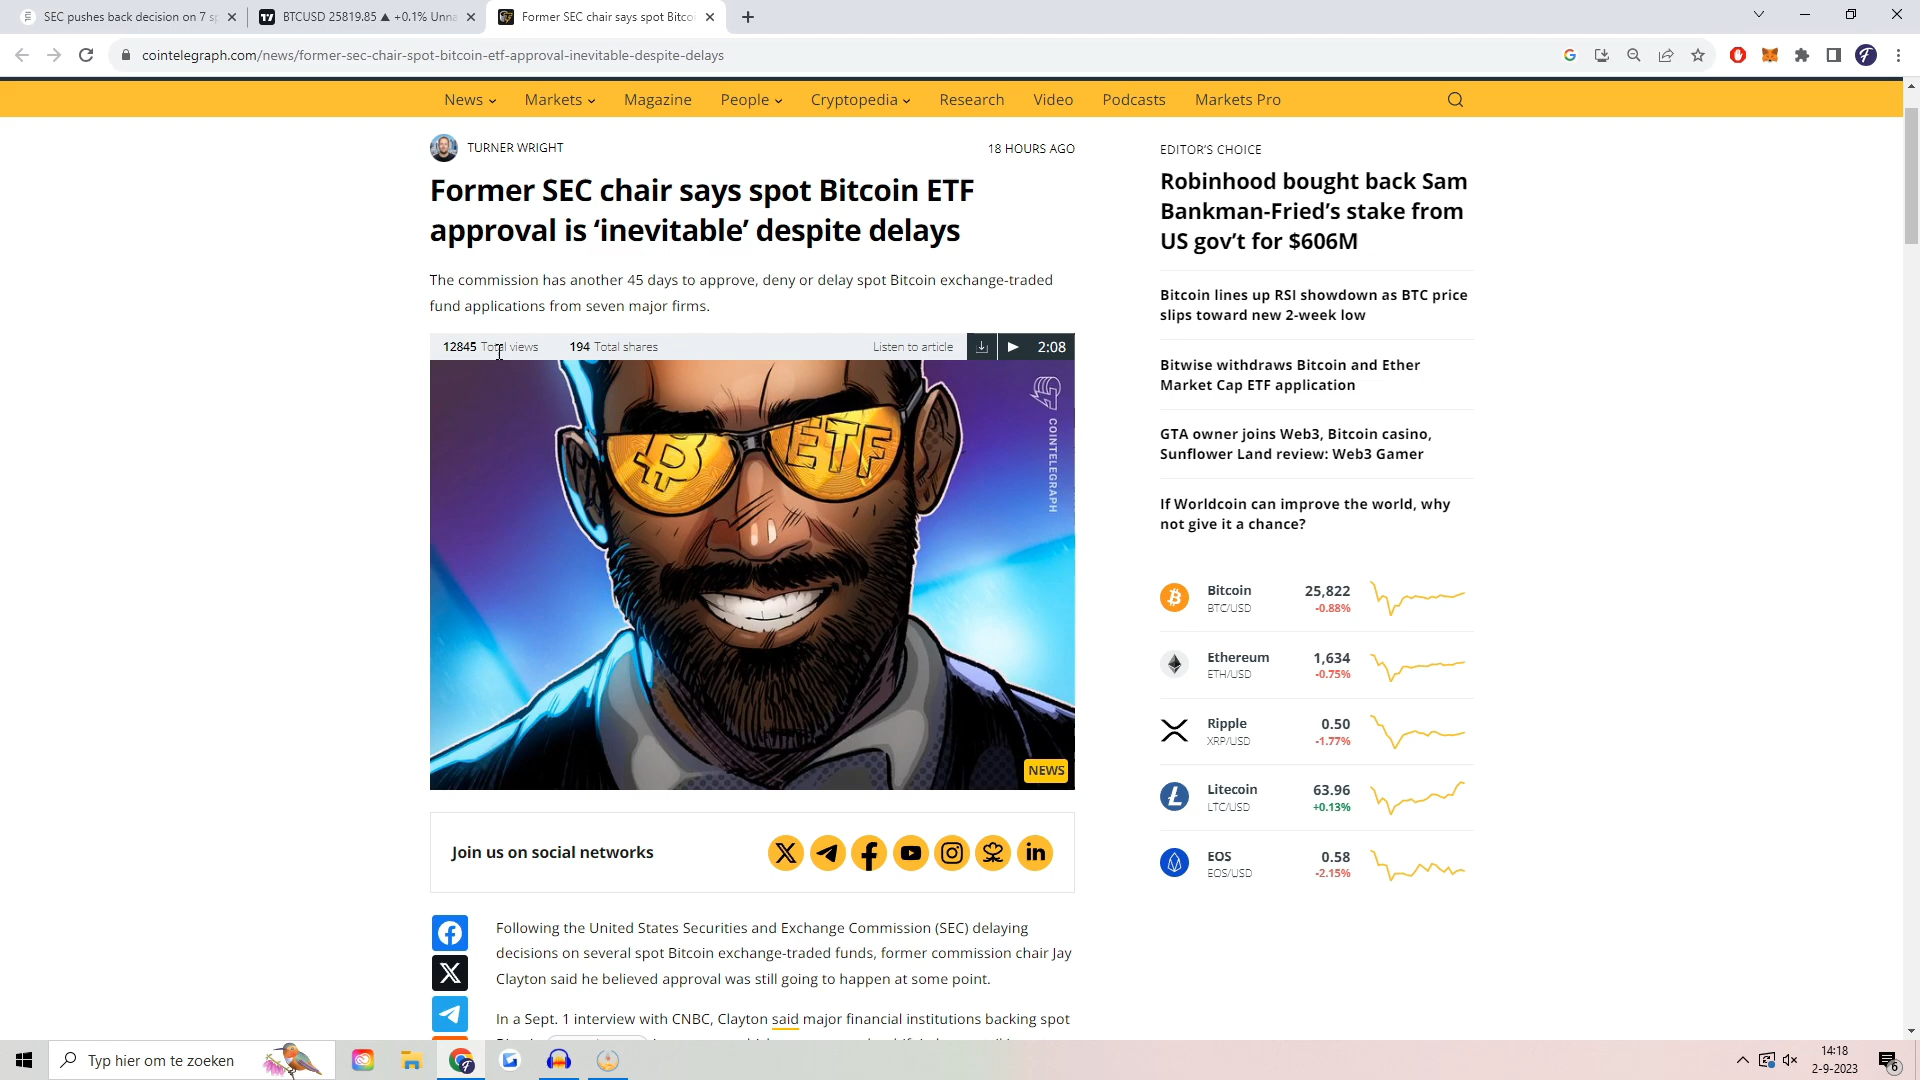 SEC pushes back decision on 7 sp
BTCUSD 25819.85 ▲ +0.1% Unna
Former SEC chair says spot Bitcoi
cointelegraph.com/news/former-sec-chair-spot-bitcoin-etf-approval-inevitable-despite-delays
News Markets Magazine People Cryptopedia Research Video Podcasts Markets Pro
TURNER WRIGHT
18 HOURS AGO
Former SEC chair says spot Bitcoin ETF
approval is ‘inevitable’ despite delays
The commission has another 45 days to approve, deny or delay spot Bitcoin exchange-traded
fund applications from seven major firms.
12845 Total views 194 Total shares Listen to article 2:08
B ETF
COINTELEGRAPH
NEWS
Join us on social networks
Following the United States Securities and Exchange Commission (SEC) delaying
decisions on several spot Bitcoin exchange-traded funds, former commission chair Jay
Clayton said he believed approval was still going to happen at some point.
In a Sept. 1 interview with CNBC, Clayton said major financial institutions backing spot
EDITOR’S CHOICE
Robinhood bought back Sam
Bankman-Fried’s stake from
US gov’t for $606M
Bitcoin lines up RSI showdown as BTC price
slips toward new 2-week low
Bitwise withdraws Bitcoin and Ether
Market Cap ETF application
GTA owner joins Web3, Bitcoin casino,
Sunflower Land review: Web3 Gamer
If Worldcoin can improve the world, why
not give it a chance?
Bitcoin 25,822
BTC/USD -0.88%
Ethereum 1,634
ETH/USD -0.75%
Ripple 0.50
XRP/USD -1.77%
Litecoin 63.96
LTC/USD +0.13%
EOS 0.58
EOS/USD -2.15%
Typ hier om te zoeken
14:18
2-9-2023
6